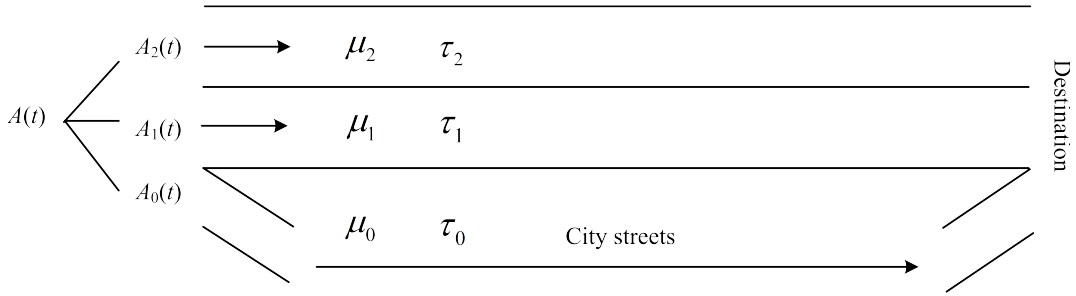 A₂(t)
μ₂ τ₂
A(t)
A₁(t)
μ₁ τ₁
Destination
A₀(t)
μ₀ τ₀
City streets